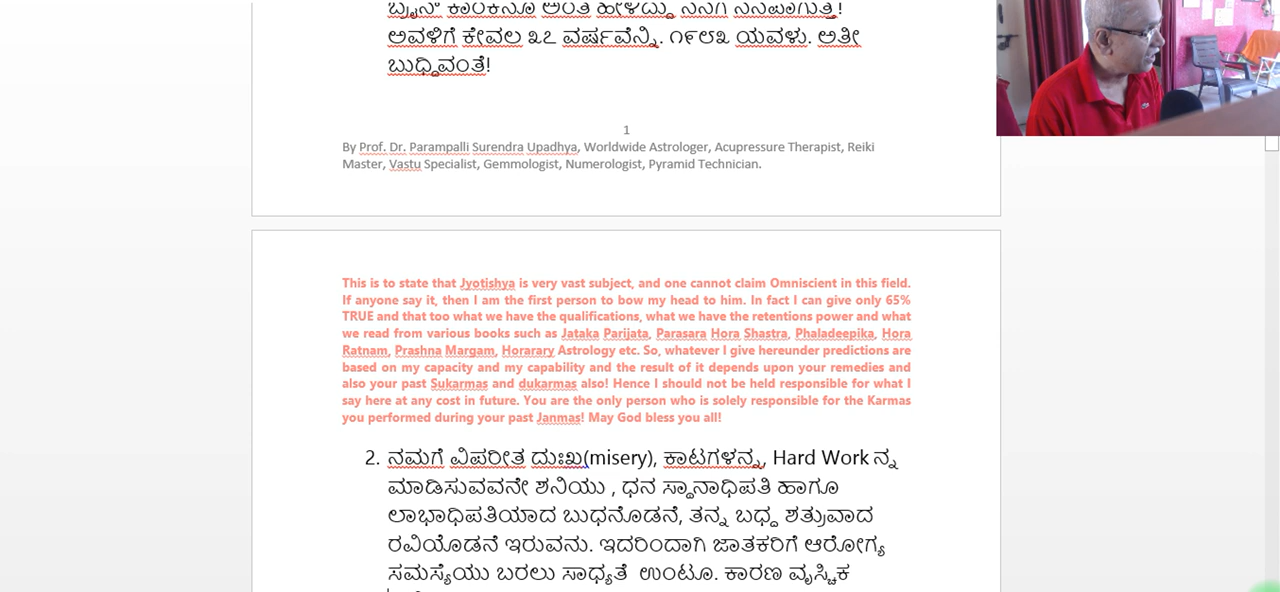 ಬ್ರೈನ್ ಅಂತ ಹೇಳಿದ್ದು ನನಗೆ ನೆನಪಾಗುತ್ತೆ!
ಅವಳಿಗೆ ಕೇವಲ ೩೭ ವರ್ಷವೆನ್ನಿ. ೧೯೮೩ ಯವಳು. ಅತೀ
ಬುಧ್ದಿವಂತೆ!
1
By Prof. Dr. Parampalli Surendra Upadhya, Worldwide Astrologer, Acupressure Therapist, Reiki
Master, Vastu Specialist, Gemmologist, Numerologist, Pyramid Technician.
This is to state that Jyotishya is very vast subject, and one cannot claim Omniscient in this field.
If anyone say it, then I am the first person to bow my head to him. In fact I can give only 65%
TRUE and that too what we have the qualifications, what we have the retentions power and what
we read from various books such as Jataka Parijata, Parasara Hora Shastra, Phaladeepika, Hora
Ratnam, Prashna Margam, Horarary Astrology etc. So, whatever I give hereunder predictions are
based on my capacity and my capability and the result of it depends upon your remedies and
also your past Sukarmas and dukarmas also! Hence I should not be held responsible for what I
say here at any cost in future. You are the only person who is solely responsible for the Karmas
you performed during your past Janmas! May God bless you all!
2. ನಮಗೆ ವಿಪರೀತ ದುಃಖ(misery), ಕಾಟಗಳನ್ನ, Hard Work ನ್ನ
ಮಾಡಿಸುವವನೇ ಶನಿಯು , ಧನ ಸ್ಥಾನಾಧಿಪತಿ ಹಾಗೂ
ಲಾಭಾಧಿಪತಿಯಾದ ಬುಧನೊಡನೆ, ತನ್ನ ಬಧ್ದ ಶತ್ರುವಾದ
ರವಿಯೊಡನೆ ಇರುವನು. ಇದರಿಂದಾಗಿ ಜಾತಕರಿಗೆ ಆರೋಗ್ಯ
ಸಮಸ್ಯೆಯು ಬರಲು ಸಾಧ್ಯತೆ ಉಂಟೂ. ಕಾರಣ ವೃಸ್ಚಿಕ